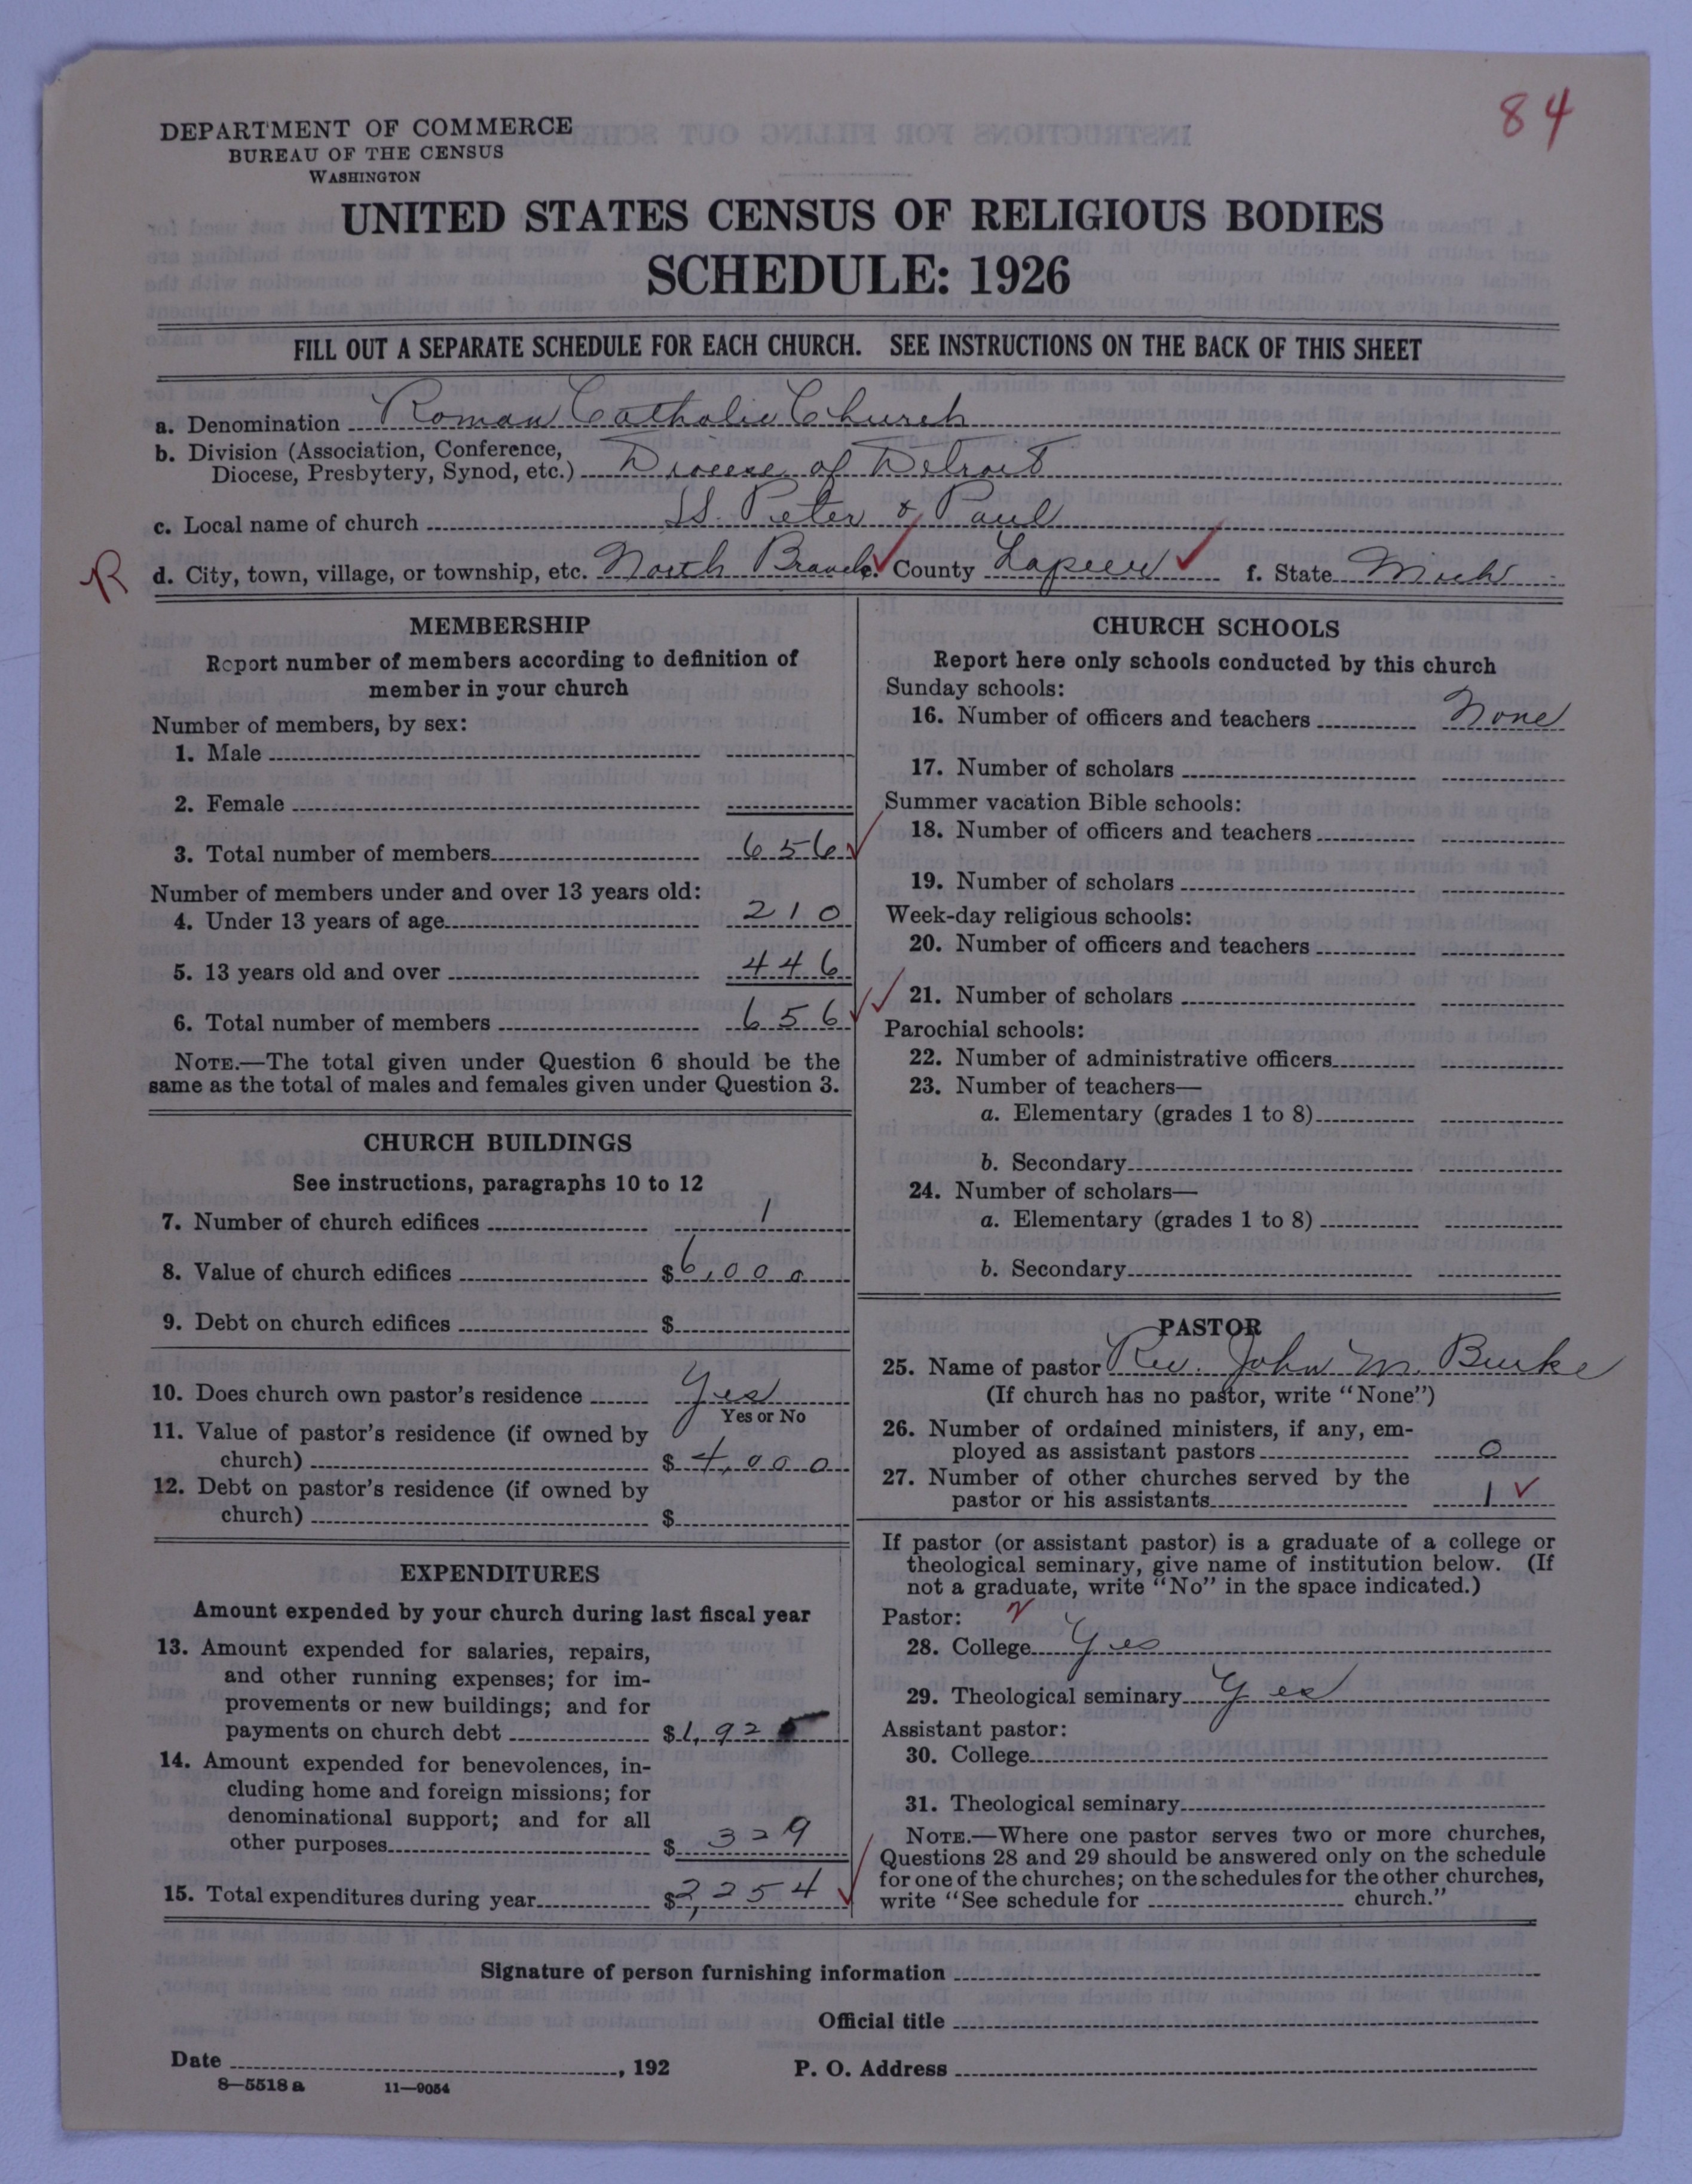 84
DEPARTMENT OF COMMERCE
BUREAU OF THE CENSUS
WASHINGTON
UNITED STATES CENSUS OF RELIGIOUS BODIES
SCHEDULE: 1926
FILL OUT A SEPARATE SCHEDULE FOR EACH CHURCH. SEE INSTRUCTIONS ON THE BACK OF THIS SHEET
a. Denomination Roman Catholic Church
b. Division (Association, Conference,
Diocese, Presbytery, Synod, etc.) Diocese of Detroit
c. Local name of church SS. Peter & Paul
R d. City, town, village, or township, etc. North Branch County Lapeer f. State Mich
MEMBERSHIP
Report number of members according to definition of
member in your church
Number of members, by sex:
1. Male
2. Female
3. Total number of members 656
Number of members under and over 13 years old:
4. Under 13 years of age 210
5. 13 years old and over 446
6. Total number of members 656
NOTE.—The total given under Question 6 should be the
same as the total of males and females given under Question 3.
CHURCH BUILDINGS
See instructions, paragraphs 10 to 12
7. Number of church edifices 1
8. Value of church edifices $6,000
9. Debt on church edifices $
10. Does church own pastor's residence Yes
Yes or No
11. Value of pastor's residence (if owned by
church) $ 4,000
12. Debt on pastor's residence (if owned by
church) $
EXPENDITURES
Amount expended by your church during last fiscal year
13. Amount expended for salaries, repairs,
and other running expenses; for im-
provements or new buildings; and for
payments on church debt $1,925
14. Amount expended for benevolences, in-
cluding home and foreign missions; for
denominational support; and for all
other purposes $ 329
15. Total expenditures during year $2,254
CHURCH SCHOOLS
Report here only schools conducted by this church
Sunday schools:
16. Number of officers and teachers None
17. Number of scholars
Summer vacation Bible schools:
18. Number of officers and teachers
19. Number of scholars
Week-day religious schools:
20. Number of officers and teachers
21. Number of scholars
Parochial schools:
22. Number of administrative officers
23. Number of teachers—
a. Elementary (grades 1 to 8)
b. Secondary
24. Number of scholars—
a. Elementary (grades 1 to 8)
b. Secondary
PASTOR
25. Name of pastor Rev. John M. Burke
(If church has no pastor, write "None")
26. Number of ordained ministers, if any, em-
ployed as assistant pastors 0
27. Number of other churches served by the
pastor or his assistants 1
If pastor (or assistant pastor) is a graduate of a college or
theological seminary, give name of institution below. (If
not a graduate, write "No" in the space indicated.)
Pastor:
28. College Yes
29. Theological seminary Yes
Assistant pastor:
30. College
31. Theological seminary
NOTE.—Where one pastor serves two or more churches,
Questions 28 and 29 should be answered only on the schedule
for one of the churches; on the schedules for the other churches,
write "See schedule for church."
Signature of person furnishing information
Official title
Date , 192 P. O. Address
8—5518 a 11—9054